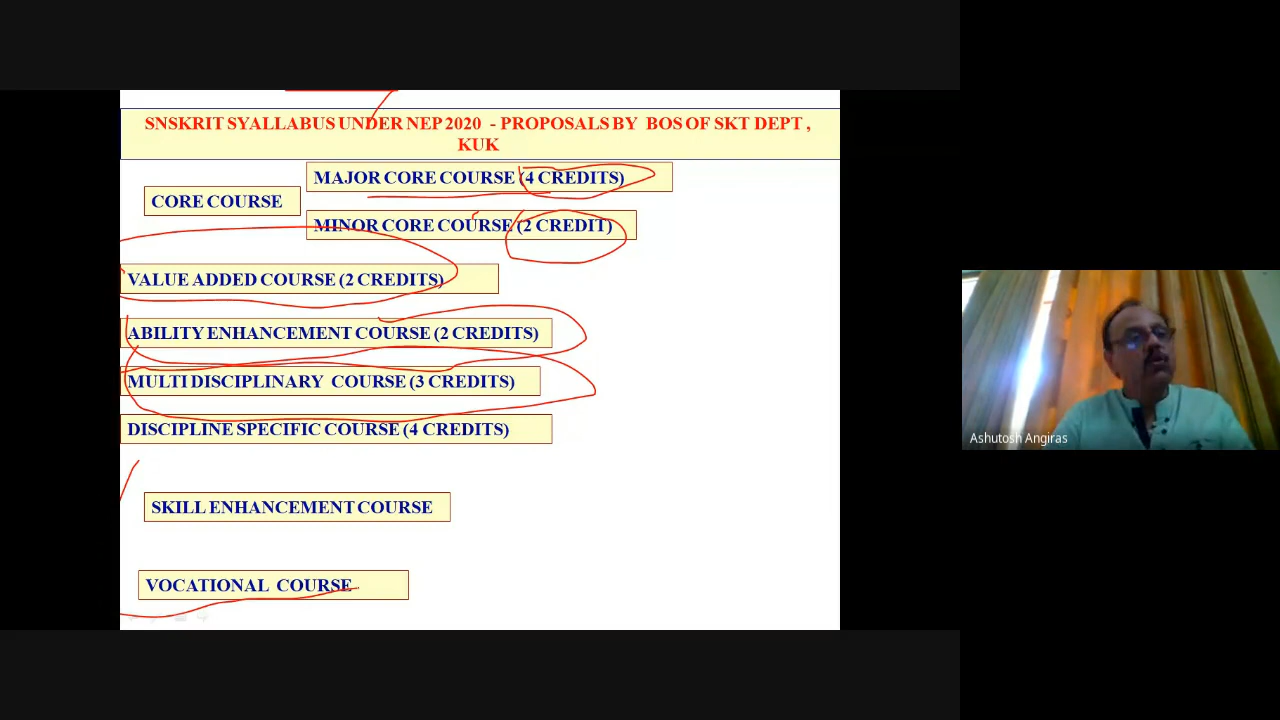 SNSKRIT SYALLABUS UNDER NEP 2020 - PROPOSALS BY BOS OF SKT DEPT ,
KUK
MAJOR CORE COURSE (4 CREDITS)
CORE COURSE
MINOR CORE COURSE (2 CREDIT)
VALUE ADDED COURSE (2 CREDITS)
ABILITY ENHANCEMENT COURSE (2 CREDITS)
MULTI DISCIPLINARY COURSE (3 CREDITS)
DISCIPLINE SPECIFIC COURSE (4 CREDITS)
SKILL ENHANCEMENT COURSE
VOCATIONAL COURSE
Ashutosh Angiras